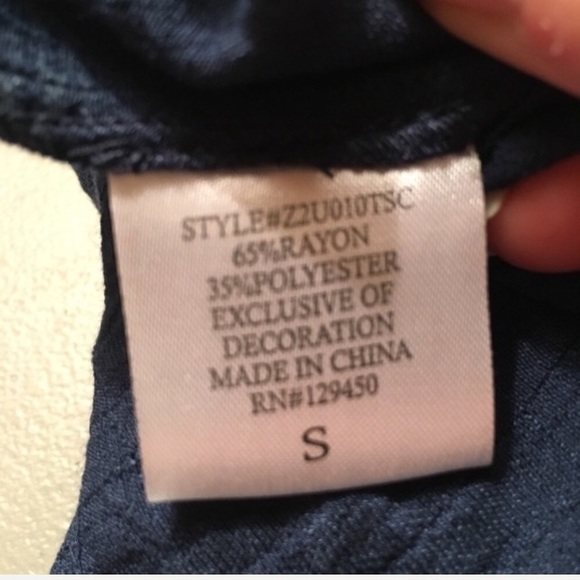 STYLE#Z2U010TSC
65%RAYON
35%POLYESTER
EXCLUSIVE OF
DECORATION
MADE IN CHINA
RN#129450
S